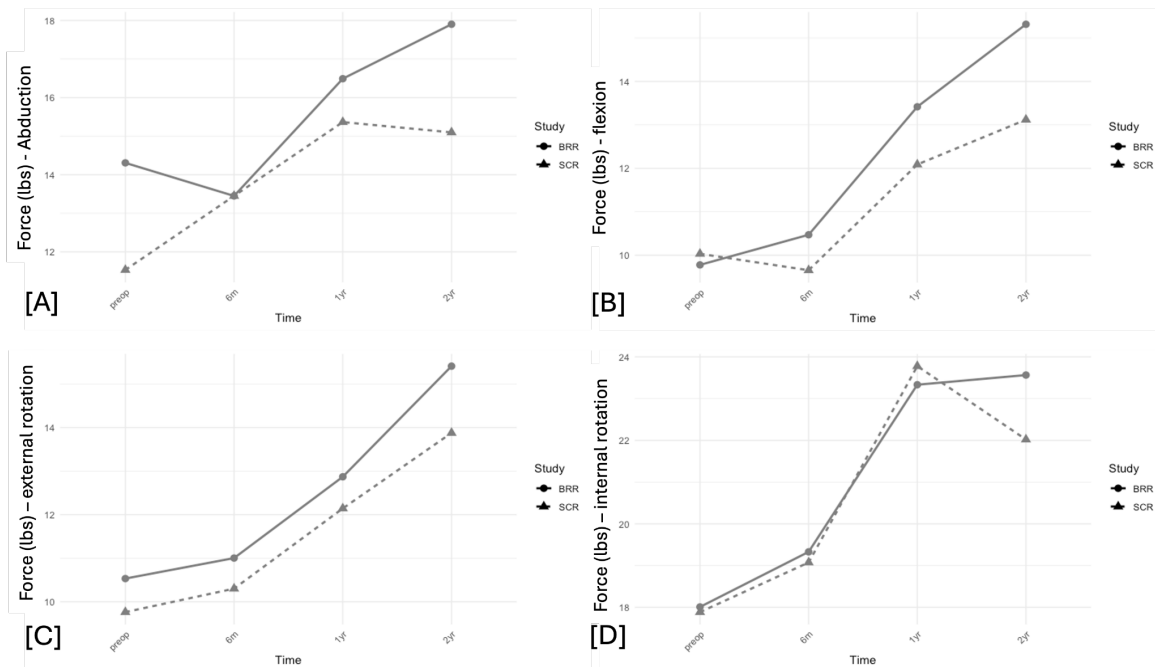 Force (lbs) - Abduction
18
16
14
12
preop
6m
1yr
2yr
Time
Study
BRR
SCR
[A]
Force (lbs) - flexion
14
12
10
preop
6m
1yr
2yr
Time
Study
BRR
SCR
[B]
Force (lbs) – external rotation
14
12
10
preop
6m
1yr
2yr
Time
Study
BRR
SCR
[C]
Force (lbs) – internal rotation
24
22
20
18
preop
6m
1yr
2yr
Time
Study
BRR
SCR
[D]